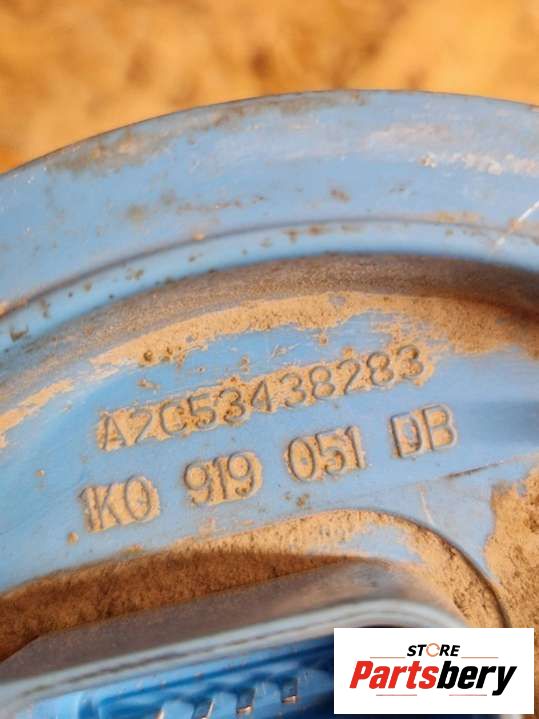 A2C53438283
1K0 919 051 DB
STORE
Partsbery